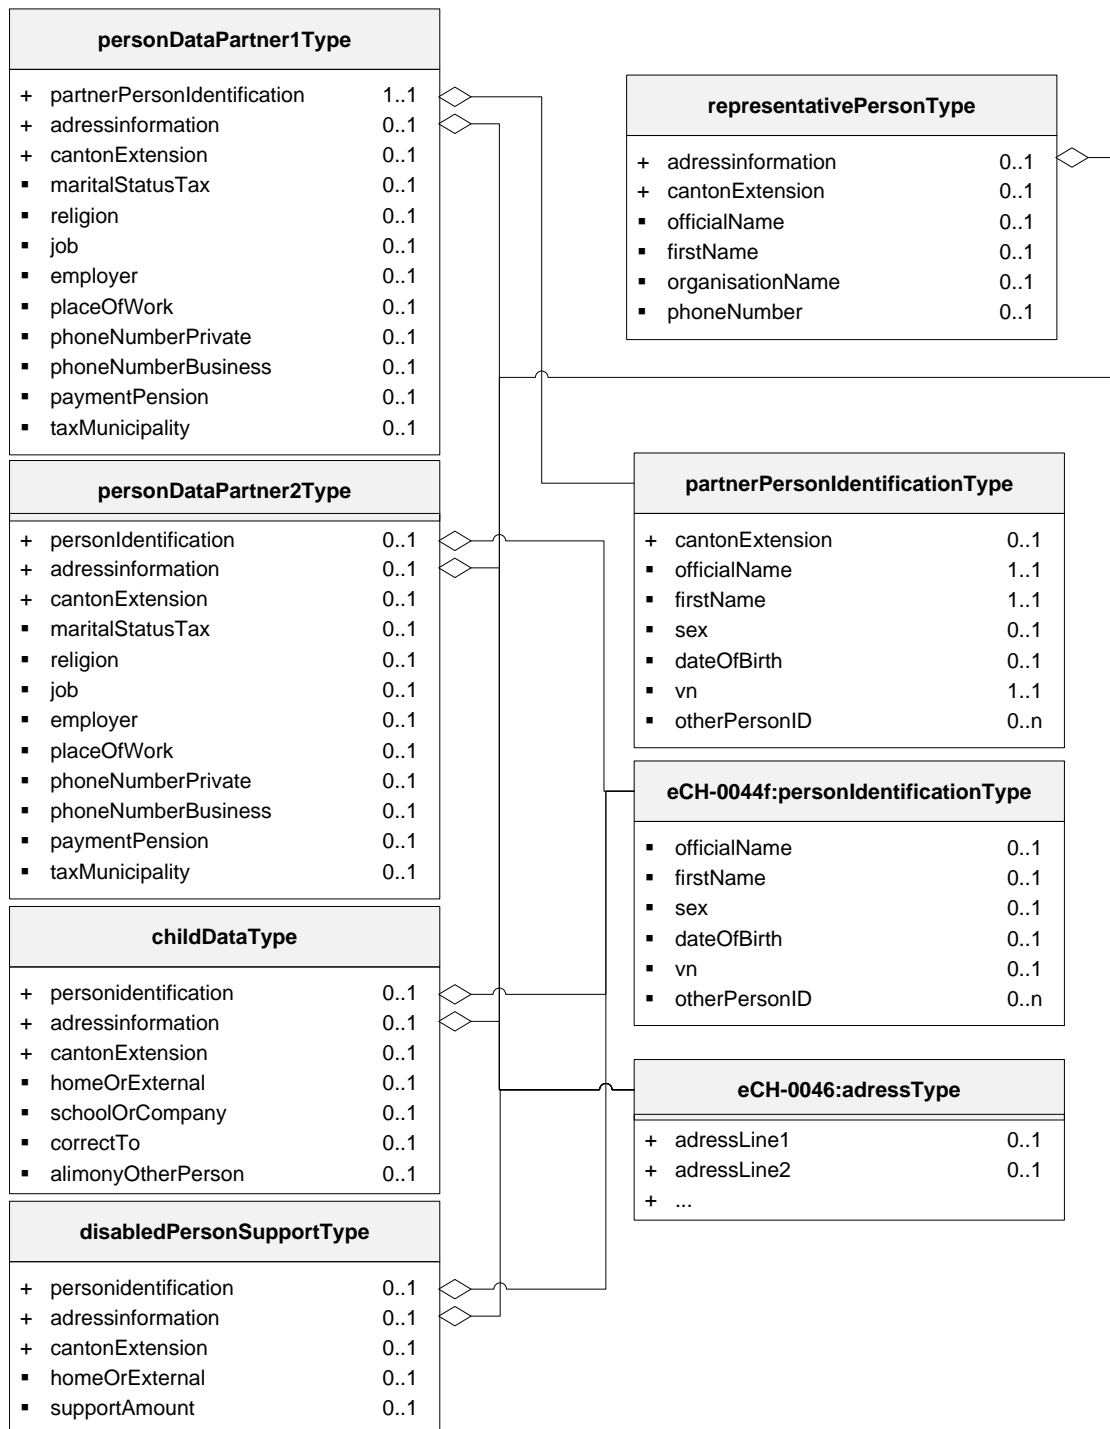 personDataPartner1Type
+ partnerPersonIdentification 1..1
+ adressinformation 0..1
+ cantonExtension 0..1
▪ maritalStatusTax 0..1
▪ religion 0..1
▪ job 0..1
▪ employer 0..1
▪ placeOfWork 0..1
▪ phoneNumberPrivate 0..1
▪ phoneNumberBusiness 0..1
▪ paymentPension 0..1
▪ taxMunicipality 0..1
representativePersonType
+ adressinformation 0..1
+ cantonExtension 0..1
▪ officialName 0..1
▪ firstName 0..1
▪ organisationName 0..1
▪ phoneNumber 0..1
personDataPartner2Type
+ personIdentification 0..1
+ adressinformation 0..1
+ cantonExtension 0..1
▪ maritalStatusTax 0..1
▪ religion 0..1
▪ job 0..1
▪ employer 0..1
▪ placeOfWork 0..1
▪ phoneNumberPrivate 0..1
▪ phoneNumberBusiness 0..1
▪ paymentPension 0..1
▪ taxMunicipality 0..1
partnerPersonIdentificationType
+ cantonExtension 0..1
▪ officialName 1..1
▪ firstName 1..1
▪ sex 0..1
▪ dateOfBirth 0..1
▪ vn 1..1
▪ otherPersonID 0..n
eCH-0044f:personIdentificationType
▪ officialName 0..1
▪ firstName 0..1
▪ sex 0..1
▪ dateOfBirth 0..1
▪ vn 0..1
▪ otherPersonID 0..n
childDataType
+ personidentification 0..1
+ adressinformation 0..1
+ cantonExtension 0..1
▪ homeOrExternal 0..1
▪ schoolOrCompany 0..1
▪ correctTo 0..1
▪ alimonyOtherPerson 0..1
eCH-0046:adressType
+ adressLine1 0..1
+ adressLine2 0..1
+ ...
disabledPersonSupportType
+ personidentification 0..1
+ adressinformation 0..1
+ cantonExtension 0..1
▪ homeOrExternal 0..1
▪ supportAmount 0..1